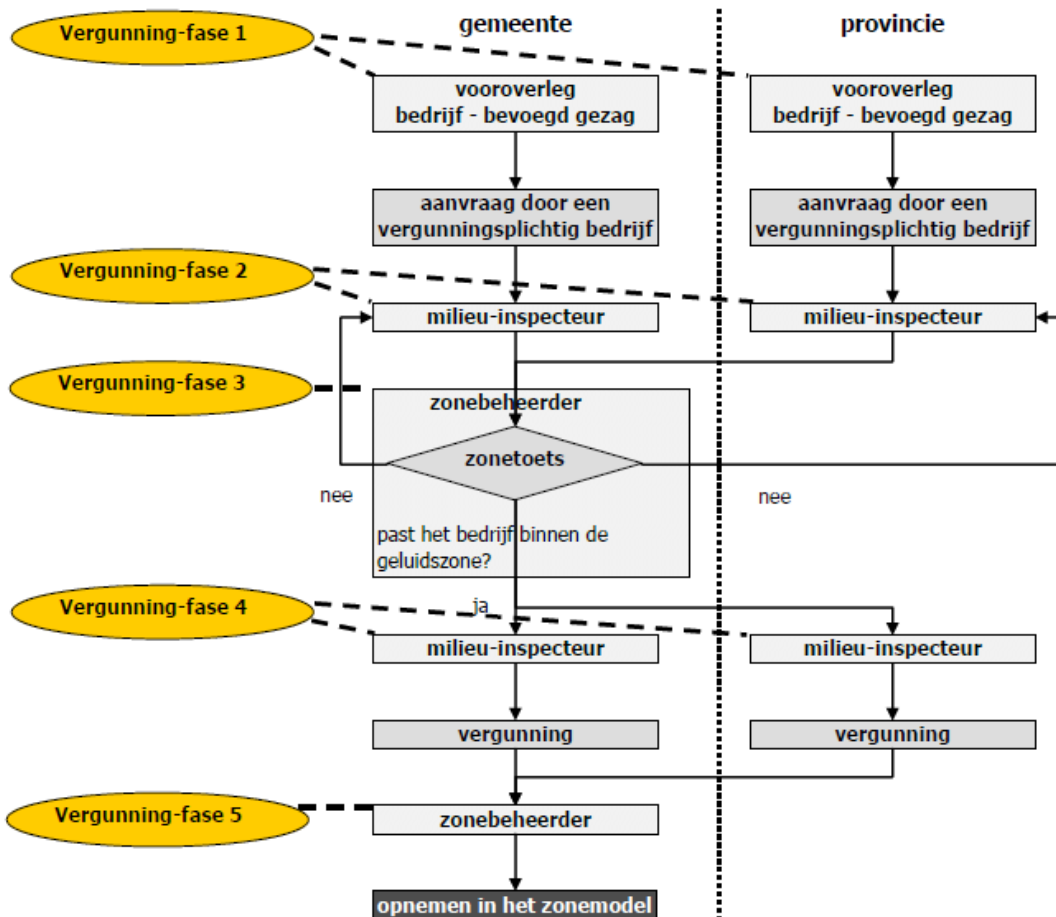 Vergunning-fase 1
gemeente
provincie
vooroverleg
bedrijf - bevoegd gezag
vooroverleg
bedrijf - bevoegd gezag
aanvraag door een
vergunningsplichtig bedrijf
aanvraag door een
vergunningsplichtig bedrijf
Vergunning-fase 2
milieu-inspecteur
milieu-inspecteur
Vergunning-fase 3
zonebeheerder
zonetoets
nee
nee
past het bedrijf binnen de
geluidszone?
Vergunning-fase 4
ja
milieu-inspecteur
milieu-inspecteur
vergunning
vergunning
Vergunning-fase 5
zonebeheerder
opnemen in het zonemodel